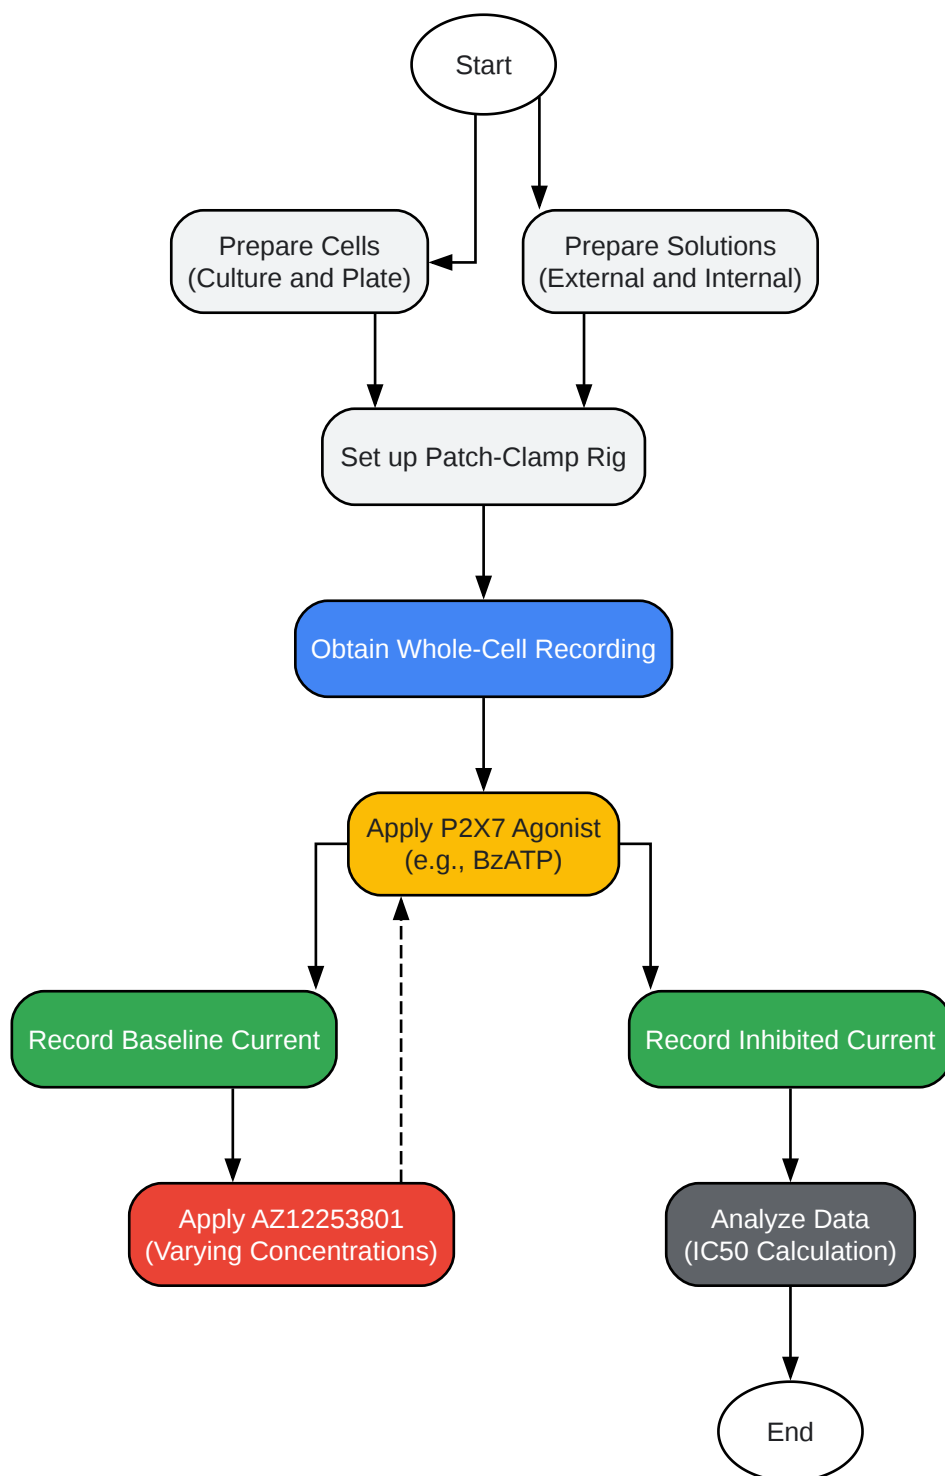 Start
Prepare Cells
(Culture and Plate)
Prepare Solutions
(External and Internal)
Set up Patch-Clamp Rig
Obtain Whole-Cell Recording
Apply P2X7 Agonist
(e.g., BzATP)
Record Baseline Current
Record Inhibited Current
Apply AZ12253801
(Varying Concentrations)
Analyze Data
(IC50 Calculation)
End